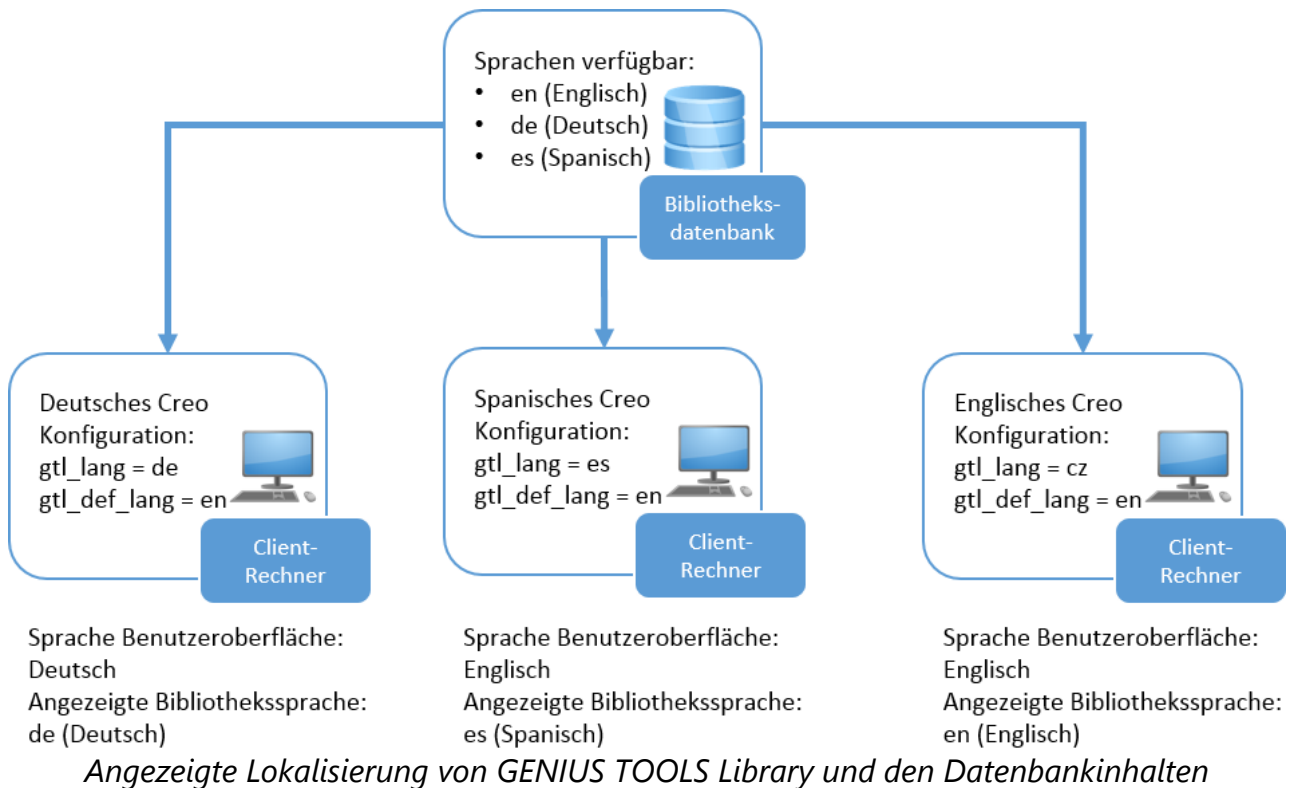 Sprachen verfügbar:
• en (Englisch)
• de (Deutsch)
• es (Spanisch)
Bibliotheks-
datenbank
Deutsches Creo
Konfiguration:
gtl_lang = de
gtl_def_lang = en
Client-
Rechner
Sprache Benutzeroberfläche:
Deutsch
Angezeigte Bibliothekssprache:
de (Deutsch)
Spanisches Creo
Konfiguration:
gtl_lang = es
gtl_def_lang = en
Client-
Rechner
Sprache Benutzeroberfläche:
Englisch
Angezeigte Bibliothekssprache:
es (Spanisch)
Englisches Creo
Konfiguration:
gtl_lang = cz
gtl_def_lang = en
Client-
Rechner
Sprache Benutzeroberfläche:
Englisch
Angezeigte Bibliothekssprache:
en (Englisch)
Angezeigte Lokalisierung von GENIUS TOOLS Library und den Datenbankinhalten